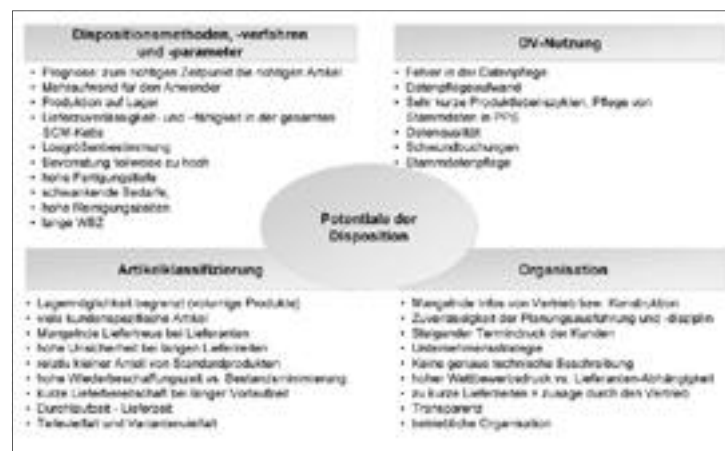 Dispositionsmethoden, -verfahren
und -parameter
• Prognose: zum richtigen Zeitpunkt die richtigen Artikel
• Mehraufwand für den Anwender
• Produktion auf Lager
• Lieferzuverlässigkeit- und -fähigkeit in der gesamten
SCM-Kette
• Losgrößenbestimmung
• Bevorratung teilweise zu hoch
• hohe Fertigungstiefe
• schwankende Bedarfe,
• hohe Reinigungszeiten
• lange WBZ
DV-Nutzung
• Fehler in der Datenpflege
• Datenpflegeaufwand
• Sehr kurze Produktlebenszyklen, Pflege von
Stammdaten in PPS
• Datenqualität
• Schwundbuchungen
• Stammdatenpflege
Potentiale der
Disposition
Artikelklassifizierung
• Lagermöglichkeit begrenzt (volumige Produkte)
• viele kundenspezifische Artikel
• Mangelnde Liefertreue bei Lieferanten
• hohe Unsicherheit bei langen Lieferzeiten
• relativ kleiner Anteil von Standardprodukten
• hohe Wiederbeschaffungszeit vs. Bestandsminimierung
• kurze Lieferbereitschaft bei langer Vorlaufzeit
• Durchlaufzeit - Lieferzeit
• Teilevielfalt und Variantenvielfalt
Organisation
• Mangelnde Infos von Vertrieb bzw. Konstruktion
• Zuverlässigkeit der Planungsausführung und -disziplin
• Steigender Termindruck der Kunden
• Unternehmensstrategie
• Keine genaue technische Beschreibung
• hoher Wettbewerbsdruck vs. Lieferanten-Abhängigkeit
• zu kurze Lieferzeiten = zusage durch den Vertrieb
• Transparenz
• betriebliche Organisation